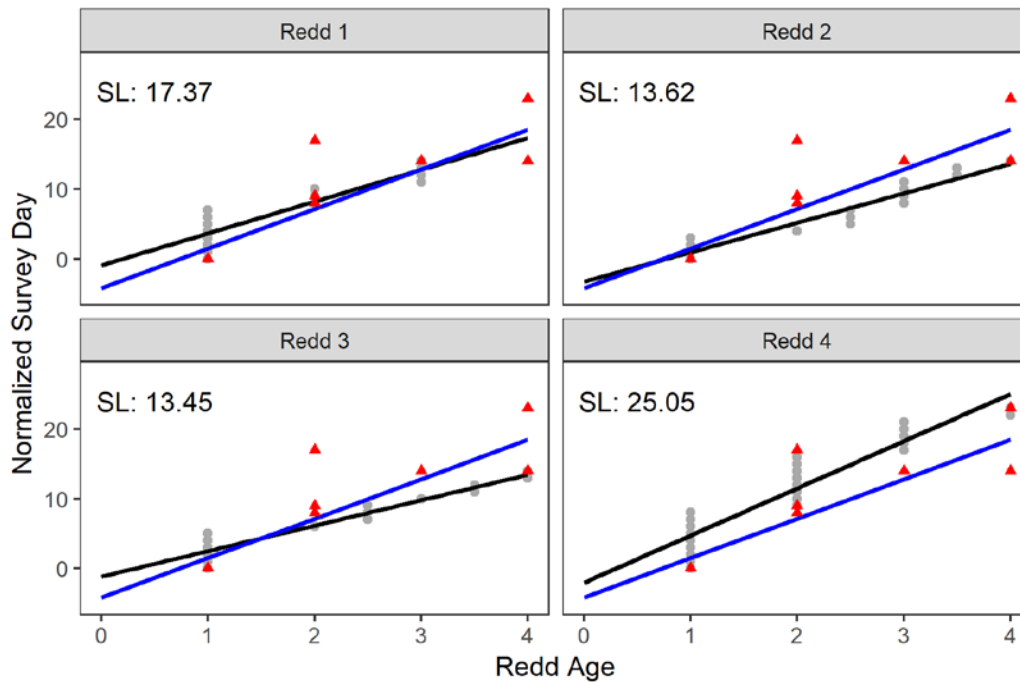 Redd 1
Redd 2
SL: 17.37
SL: 13.62
20
10
0
Redd 3
Redd 4
SL: 13.45
SL: 25.05
20
10
0
0 1 2 3 4 0 1 2 3 4
Redd Age
Normalized Survey Day